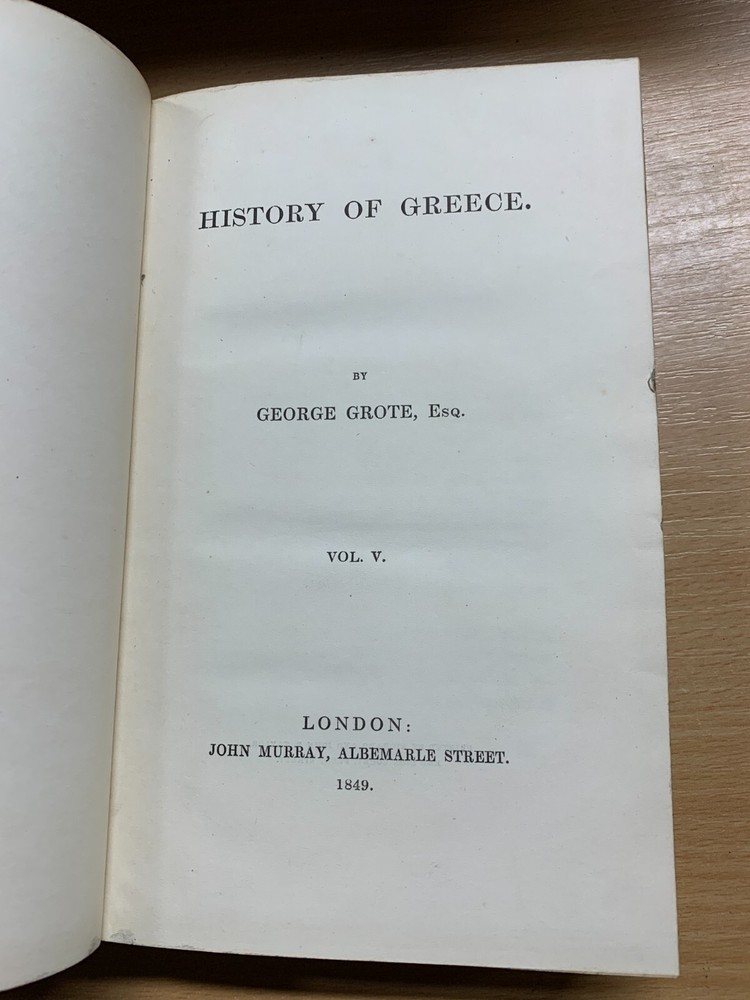 HISTORY OF GREECE.
BY
GEORGE GROTE, Esq.
VOL. V.
LONDON:
JOHN MURRAY, ALBEMARLE STREET.
1849.